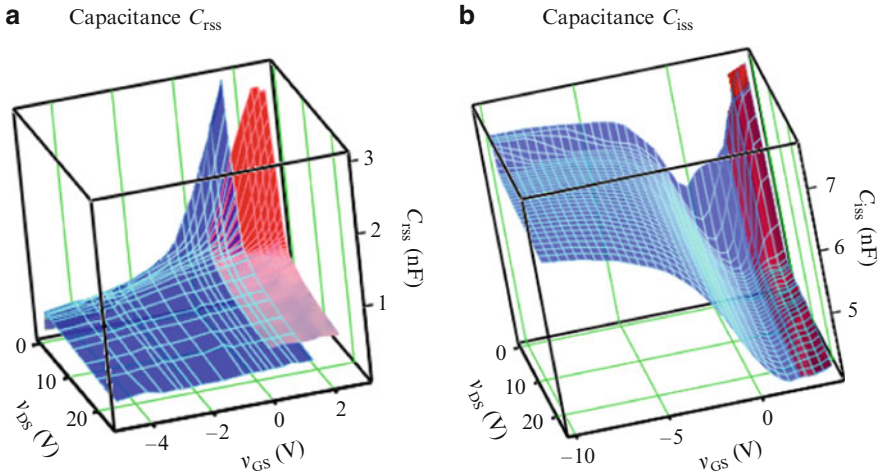 a Capacitance C_rss
3
2
1
C_rss (nF)
0
10
20
v_DS (V)
−4
−2
0
2
v_GS (V)
b Capacitance C_iss
7
6
5
C_iss (nF)
0
10
20
v_DS (V)
−10
−5
0
v_GS (V)